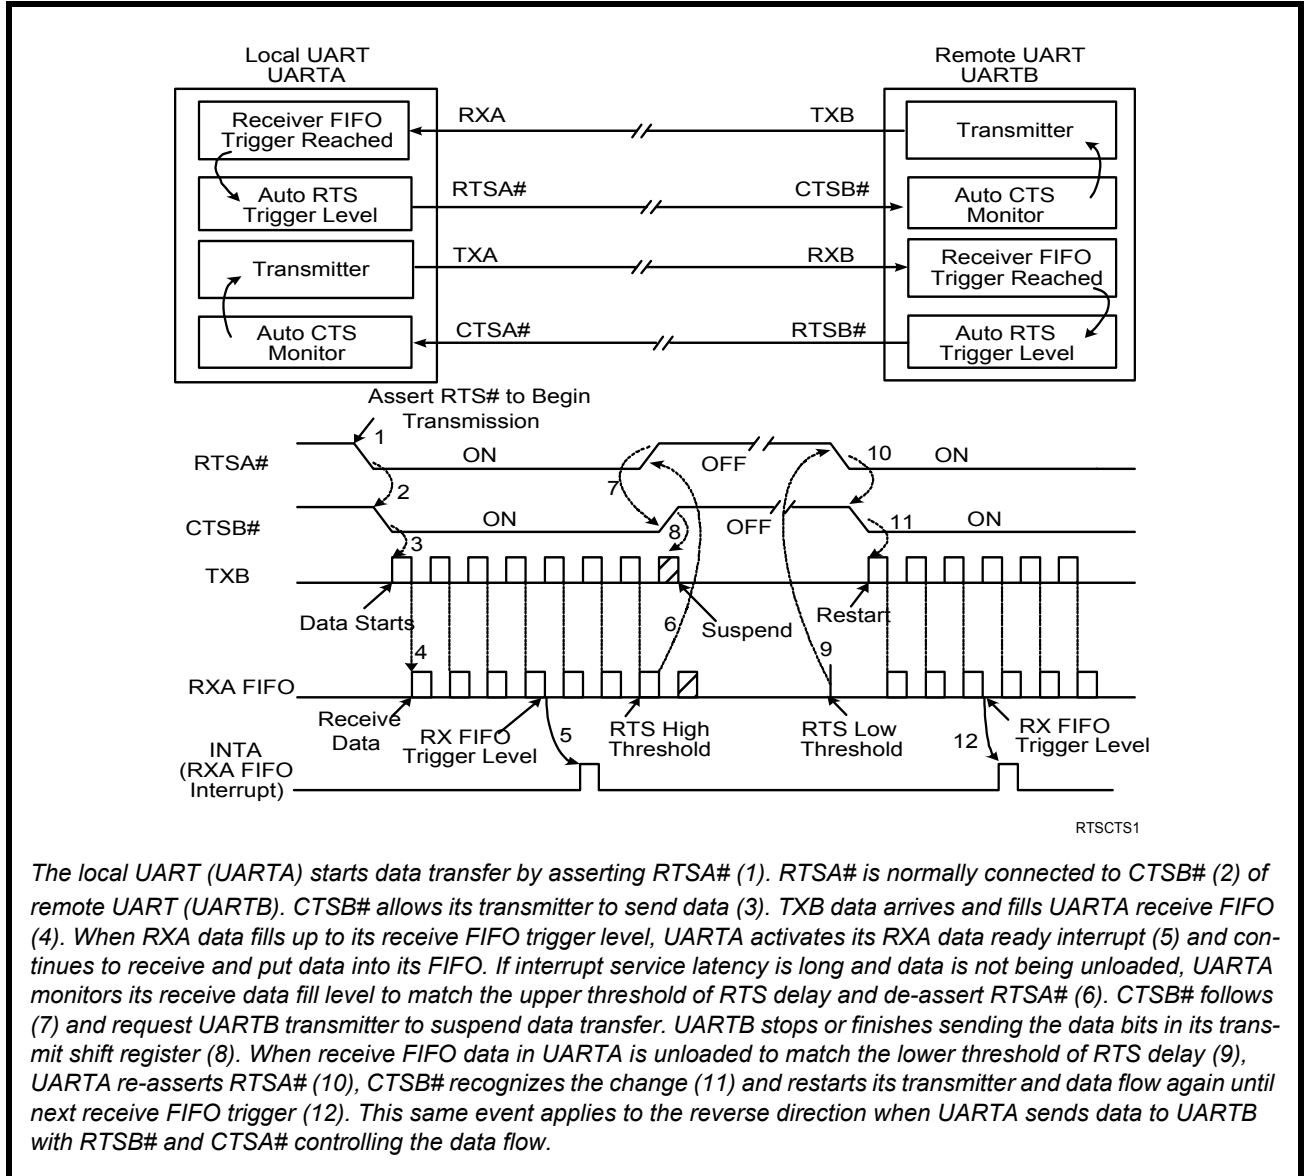 Local UART
UARTA
Remote UART
UARTB
Receiver FIFO
Trigger Reached
RXA
TXB
Transmitter
Auto RTS
Trigger Level
RTSA#
CTSB#
Auto CTS
Monitor
Transmitter
TXA
RXB
Receiver FIFO
Trigger Reached
Auto CTS
Monitor
CTSA#
RTSB#
Auto RTS
Trigger Level
Assert RTS# to Begin
Transmission
1
RTSA#
ON
OFF
10
ON
2
7
CTSB#
ON
8
OFF
11
ON
3
TXB
Data Starts
6
Suspend
Restart
4
9
RXA FIFO
Receive
Data
RX FIFO
Trigger Level
5
RTS High
Threshold
RTS Low
Threshold
12
RX FIFO
Trigger Level
INTA
(RXA FIFO
Interrupt)
RTSCTS1
The local UART (UARTA) starts data transfer by asserting RTSA# (1). RTSA# is normally connected to CTSB# (2) of
remote UART (UARTB). CTSB# allows its transmitter to send data (3). TXB data arrives and fills UARTA receive FIFO
(4). When RXA data fills up to its receive FIFO trigger level, UARTA activates its RXA data ready interrupt (5) and con-
tinues to receive and put data into its FIFO. If interrupt service latency is long and data is not being unloaded, UARTA
monitors its receive data fill level to match the upper threshold of RTS delay and de-assert RTSA# (6). CTSB# follows
(7) and request UARTB transmitter to suspend data transfer. UARTB stops or finishes sending the data bits in its trans-
mit shift register (8). When receive FIFO data in UARTA is unloaded to match the lower threshold of RTS delay (9),
UARTA re-asserts RTSA# (10), CTSB# recognizes the change (11) and restarts its transmitter and data flow again until
next receive FIFO trigger (12). This same event applies to the reverse direction when UARTA sends data to UARTB
with RTSB# and CTSA# controlling the data flow.